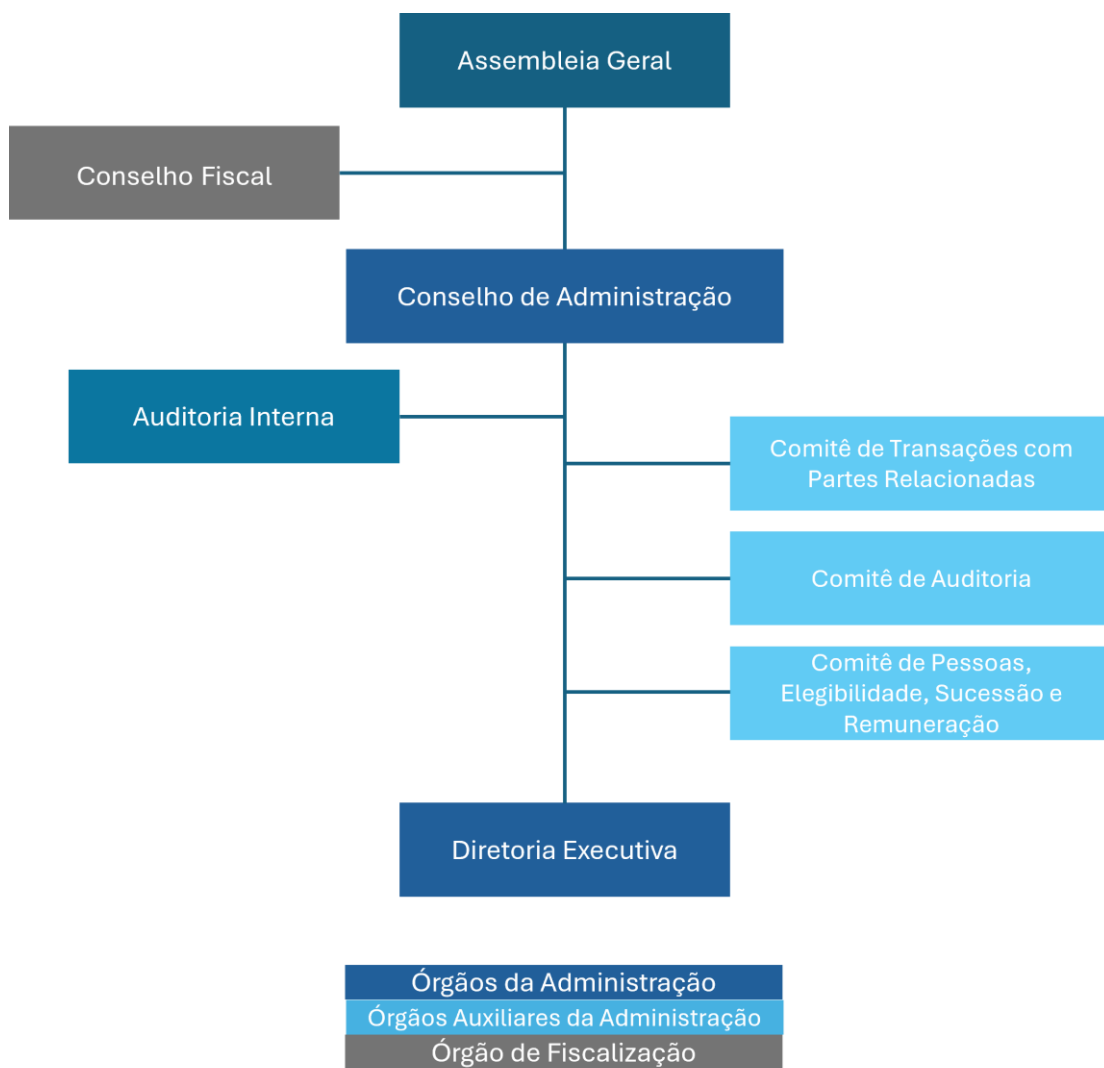 Assembleia Geral
Conselho Fiscal
Conselho de Administração
Auditoria Interna
Comitê de Transações com
Partes Relacionadas
Comitê de Auditoria
Comitê de Pessoas,
Elegibilidade, Sucessão e
Remuneração
Diretoria Executiva
Órgãos da Administração
Órgãos Auxiliares da Administração
Órgão de Fiscalização